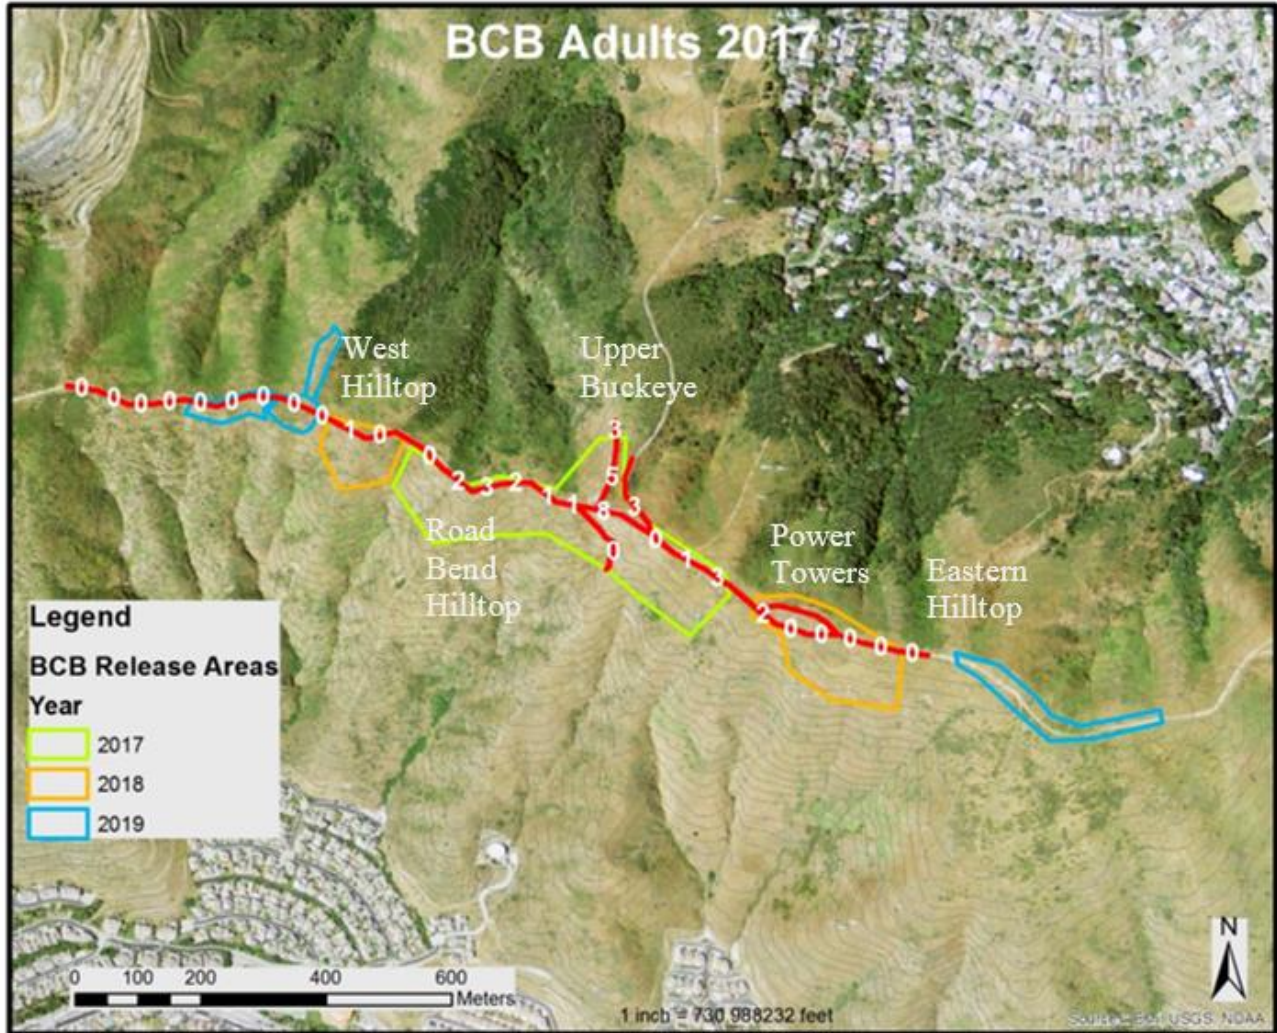 BCB Adults 2017
West
Hilltop
Upper
Buckeye
0 0 0 0 0 0 0 0 0 1 0 0 2 3 2 1 1 8 3 5 3 0 0 1 3 2 0 0 0 0 0
Road
Bend
Hilltop
Power
Towers
Eastern
Hilltop
Legend
BCB Release Areas
Year
2017
2018
2019
0 100 200 400 600
Meters
1 inch = 730.988232 feet
N
USGS, NOAA